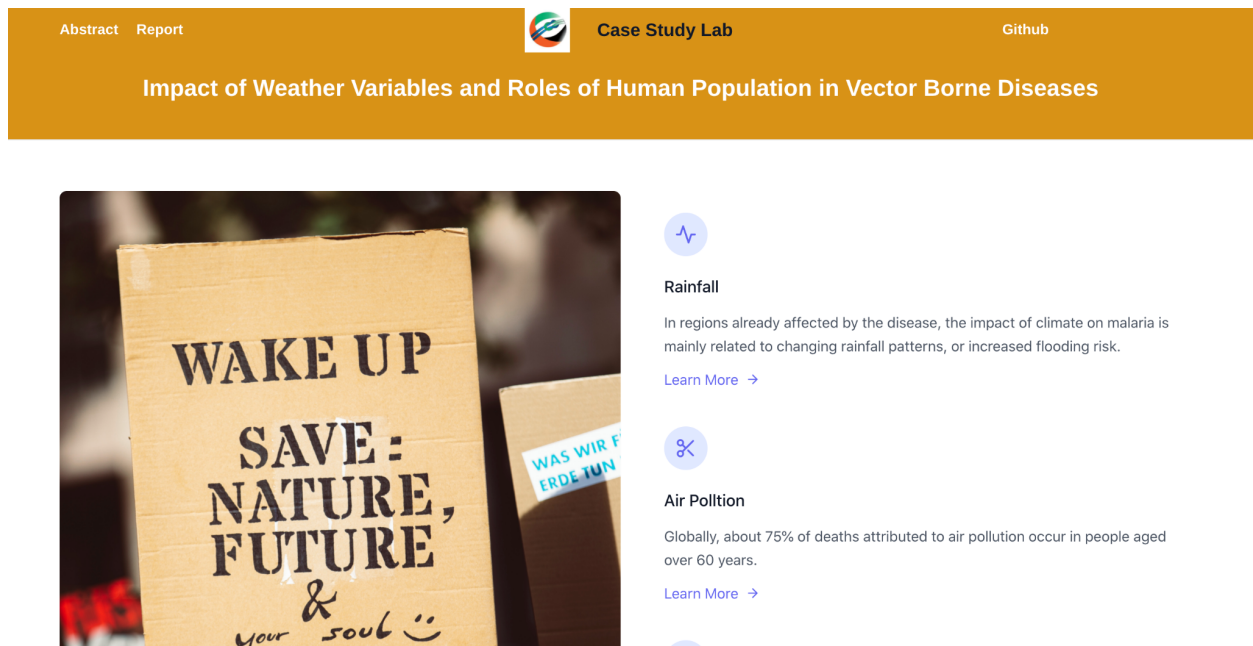 Abstract Report Case Study Lab Github
Impact of Weather Variables and Roles of Human Population in Vector Borne Diseases
WAKE UP
SAVE:
NATURE,
FUTURE
&
your soul
WAS WIR F
ERDE TUN
Rainfall
In regions already affected by the disease, the impact of climate on malaria is
mainly related to changing rainfall patterns, or increased flooding risk.
Learn More →
Air Polltion
Globally, about 75% of deaths attributed to air pollution occur in people aged
over 60 years.
Learn More →